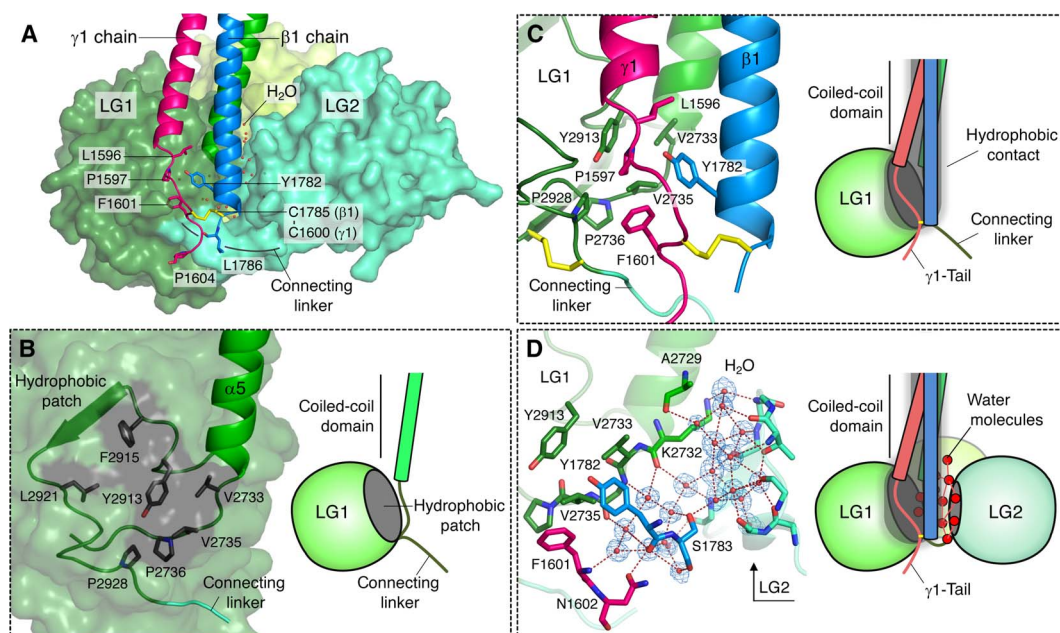 A
γ1 chain
β1 chain
H2O
LG1
LG2
L1596
P1597
F1601
Y1782
C1785 (β1)
C1600 (γ1)
L1786
P1604
Connecting
linker
B
Hydrophobic
patch
α5
F2915
L2921
Y2913
V2733
V2735
P2736
P2928
Connecting
linker
Coiled-coil
domain
LG1
Hydrophobic
patch
Connecting
linker
C
LG1
γ1
β1
L1596
Y2913
V2733
P1597
Y1782
P2928
V2735
P2736
F1601
Connecting
linker
Coiled-coil
domain
Hydrophobic
contact
LG1
Connecting
linker
γ1-Tail
D
A2729
H2O
LG1
Y2913
V2733
K2732
Y1782
V2735
S1783
F1601
N1602
LG2
Coiled-coil
domain
Water
molecules
LG1
LG2
γ1-Tail